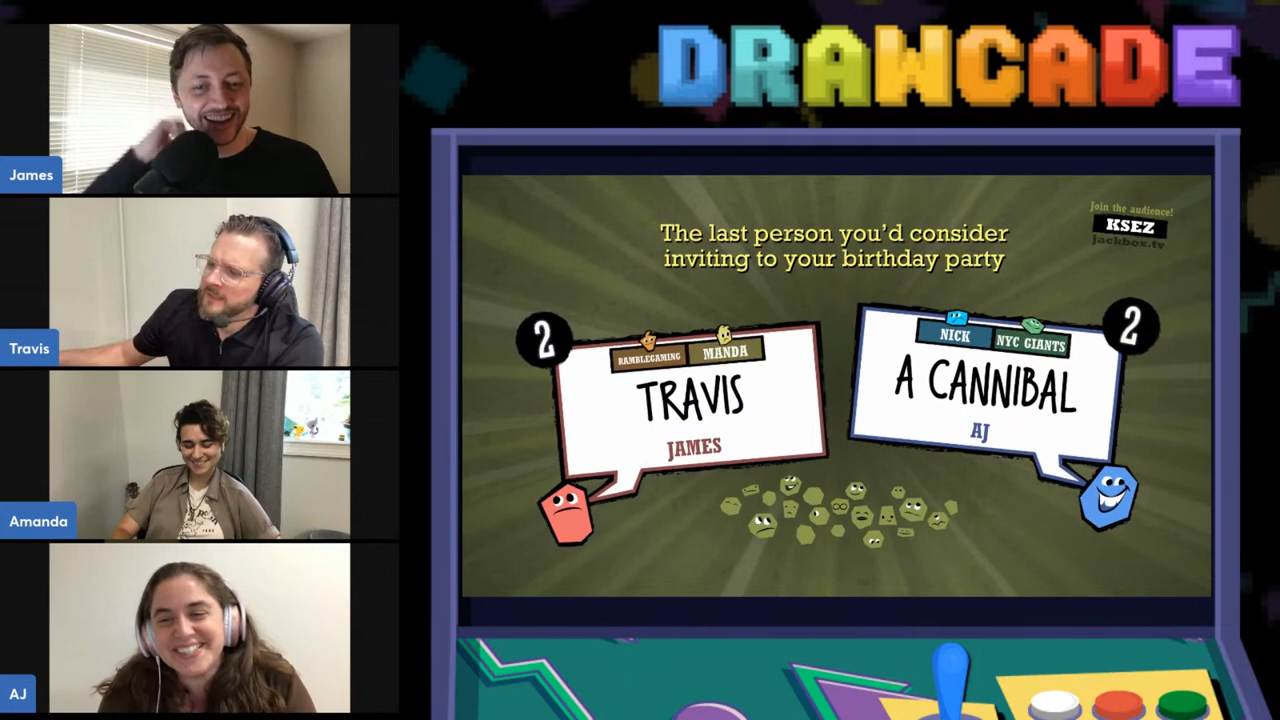 DRAWCADE
James
Travis
Amanda
AJ
Join the audience!
KSEZ
jackbox.tv
The last person you'd consider
inviting to your birthday party
2
RAMBLEGAMING
MANDA
TRAVIS
JAMES
NICK
NYC GIANTS
2
A CANNIBAL
AJ